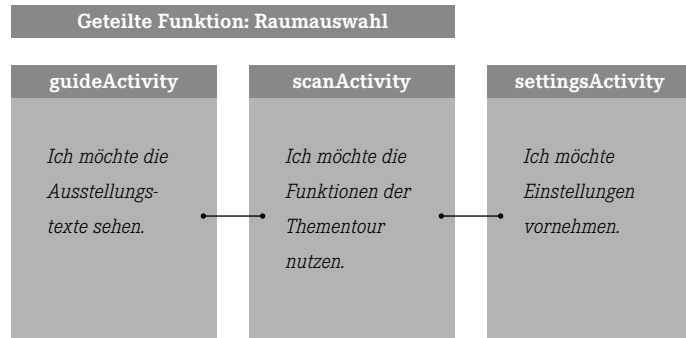 Geteilte Funktion: Raumauswahl
guideActivity
Ich möchte die
Ausstellungs-
texte sehen.
scanActivity
Ich möchte die
Funktionen der
Thementour
nutzen.
settingsActivity
Ich möchte
Einstellungen
vornehmen.